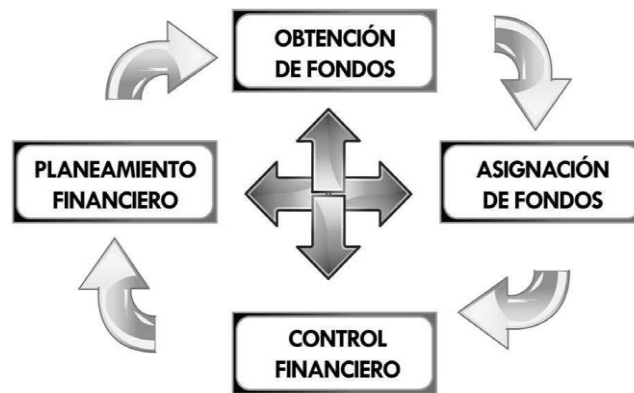 OBTENCIÓN
DE FONDOS
PLANEAMIENTO
FINANCIERO
ASIGNACIÓN
DE FONDOS
CONTROL
FINANCIERO